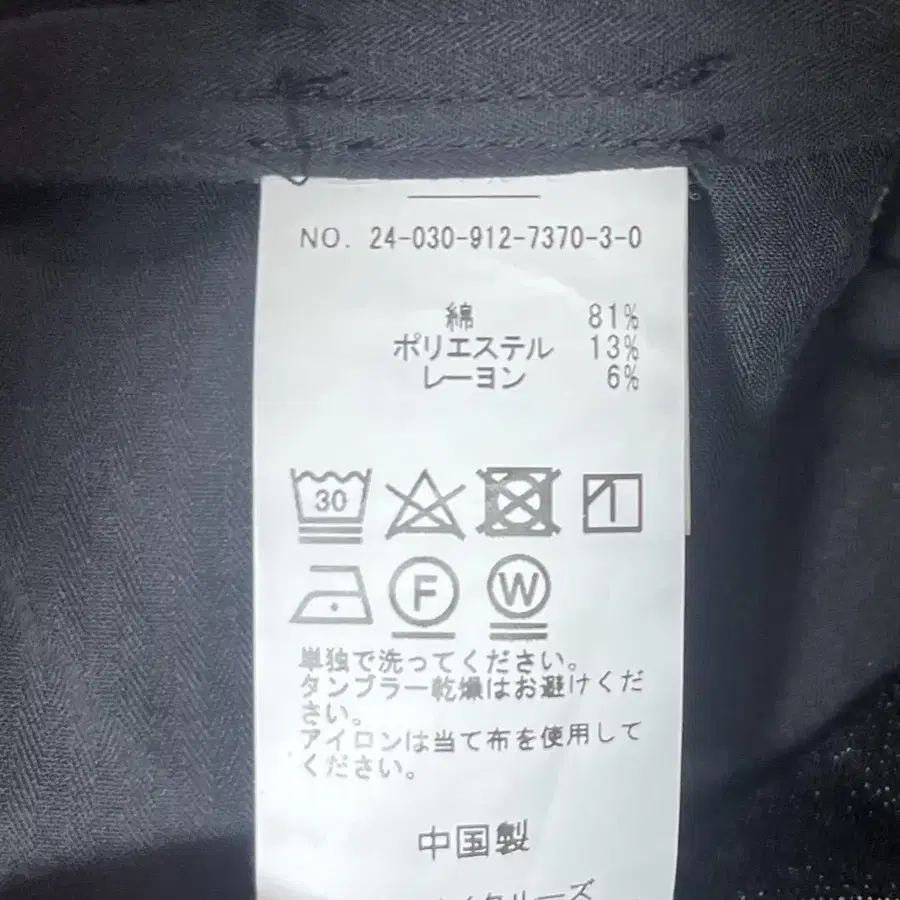 NO. 24-030-912-7370-3-0
綿 81%
ポリエステル 13%
レーヨン 6%
30
F W
単独で洗ってください。
タンブラー乾燥はお避けくだ
さい。
アイロンは当て布を使用して
ください。
中国製